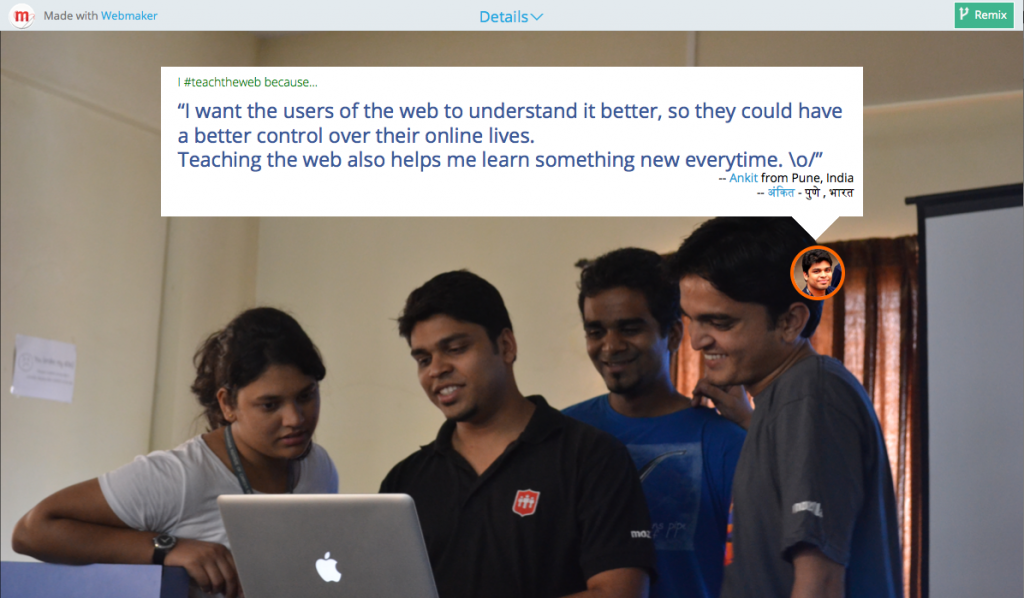 m Made with Webmaker
Details
Remix
I #teachtheweb because...
“I want the users of the web to understand it better, so they could have
a better control over their online lives.
Teaching the web also helps me learn something new everytime. \o/”
-- Ankit from Pune, India
-- अंकित - पुणे , भारत